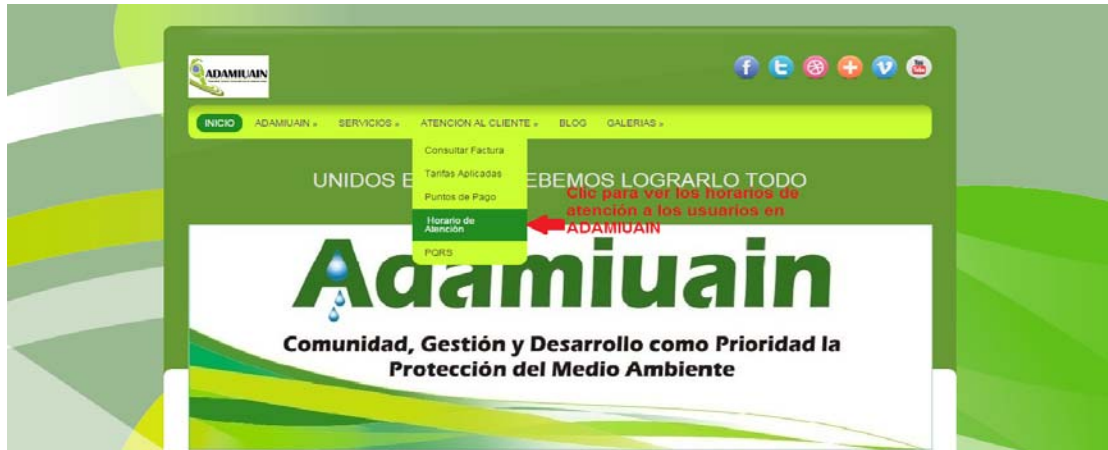 ADAMIUAIN
INICIO ADAMIUAIN » SERVICIOS » ATENCION AL CLIENTE » BLOG GALERIAS »
Consultar Factura
Tarifas Aplicadas
Puntos de Pago
Horario de
Atención
PQRS
UNIDOS E EBEMOS LOGRARLO TODO
Clic para ver los horarios de
atención a los usuarios en
ADAMIUAIN
Adamiuain
Comunidad, Gestión y Desarrollo como Prioridad la
Protección del Medio Ambiente